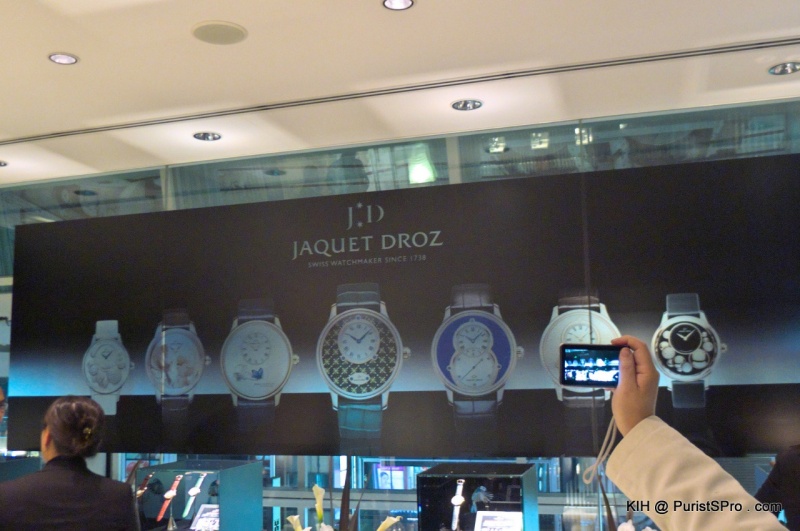 J D
JAQUET DROZ
SWISS WATCHMAKER SINCE 1738
KIH @ PuristSPro . com